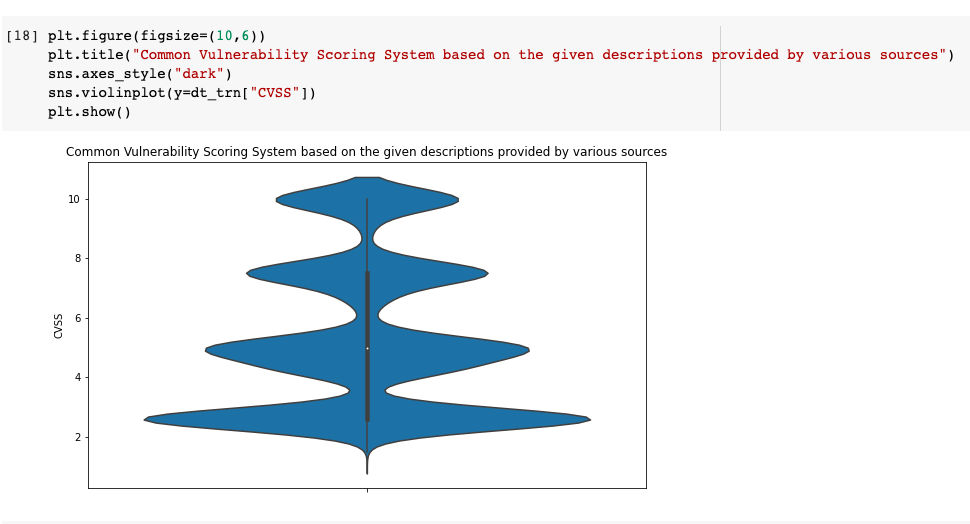 [18] plt.figure(figsize=(10,6))
plt.title("Common Vulnerability Scoring System based on the given descriptions provided by various sources")
sns.axes_style("dark")
sns.violinplot(y=dt_trn["CVSS"])
plt.show()
Common Vulnerability Scoring System based on the given descriptions provided by various sources
10
8
6
CVSS
4
2